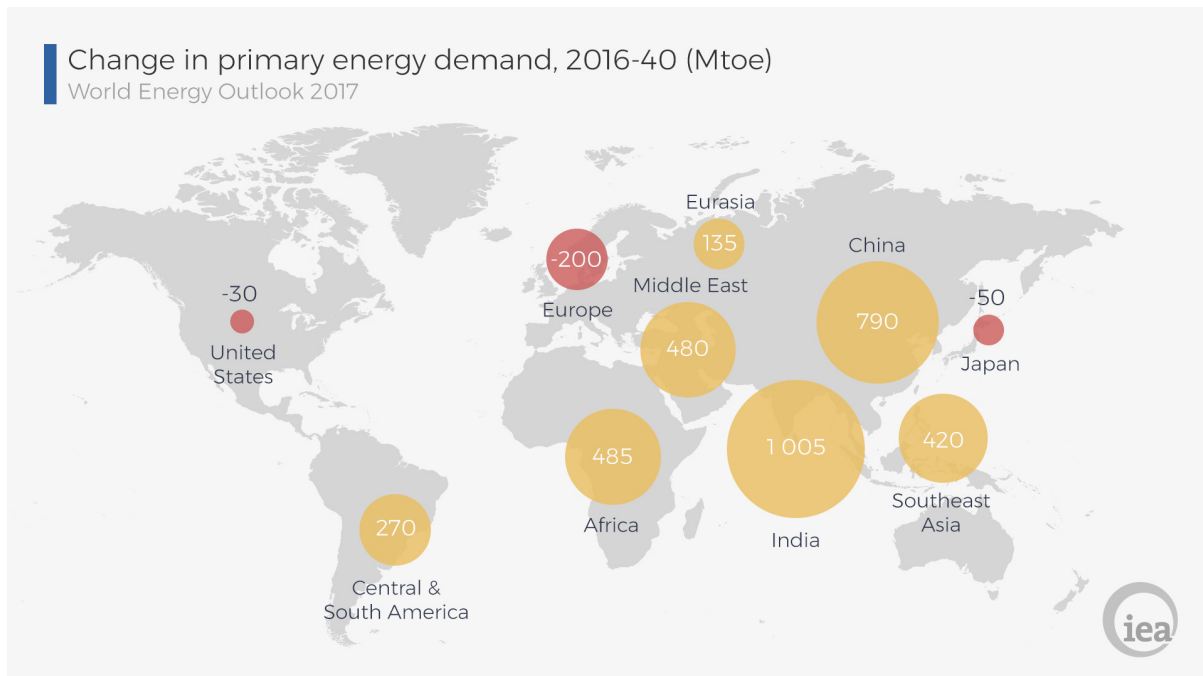 Change in primary energy demand, 2016-40 (Mtoe)
World Energy Outlook 2017
Eurasia
135
China
-200
Europe
Middle East
-30
United
States
480
790
-50
Japan
485
Africa
1 005
India
420
Southeast
Asia
270
Central &
South America
iea